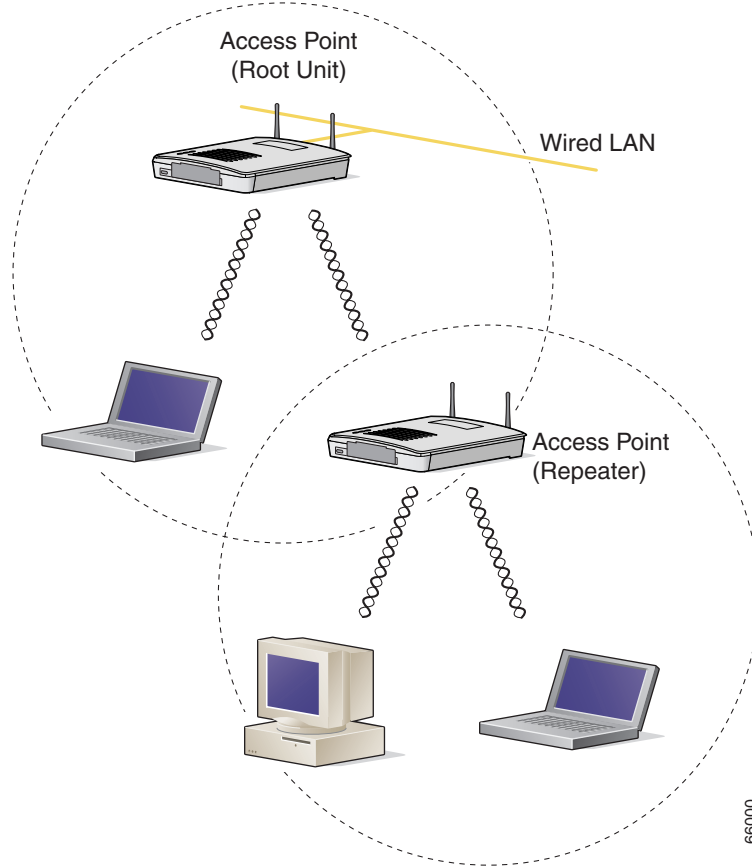 Access Point
(Root Unit)
Wired LAN
Access Point
(Repeater)
66000